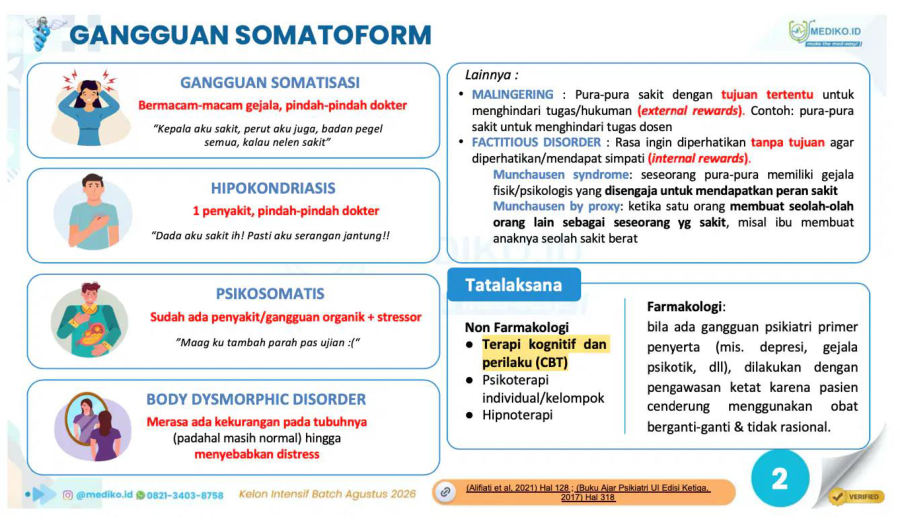 GANGGUAN SOMATOFORM
MEDIKO.ID
make the med-easy! :)
GANGGUAN SOMATISASI
Bermacam-macam gejala, pindah-pindah dokter
"Kepala aku sakit, perut aku juga, badan pegel
semua, kalau nelen sakit"
HIPOKONDRIASIS
1 penyakit, pindah-pindah dokter
"Dada aku sakit ih! Pasti aku serangan jantung!!
PSIKOSOMATIS
Sudah ada penyakit/gangguan organik + stressor
"Maag ku tambah parah pas ujian :("
BODY DYSMORPHIC DISORDER
Merasa ada kekurangan pada tubuhnya
(padahal masih normal) hingga
menyebabkan distress
Lainnya :
• MALINGERING : Pura-pura sakit dengan tujuan tertentu untuk
menghindari tugas/hukuman (external rewards). Contoh: pura-pura
sakit untuk menghindari tugas dosen
• FACTITIOUS DISORDER : Rasa ingin diperhatikan tanpa tujuan agar
diperhatikan/mendapat simpati (internal rewards).
Munchausen syndrome: seseorang pura-pura memiliki gejala
fisik/psikologis yang disengaja untuk mendapatkan peran sakit
Munchausen by proxy: ketika satu orang membuat seolah-olah
orang lain sebagai seseorang yg sakit, misal ibu membuat
anaknya seolah sakit berat
Tatalaksana
Non Farmakologi
● Terapi kognitif dan
perilaku (CBT)
● Psikoterapi
individual/kelompok
● Hipnoterapi
Farmakologi:
bila ada gangguan psikiatri primer
penyerta (mis. depresi, gejala
psikotik, dll), dilakukan dengan
pengawasan ketat karena pasien
cenderung menggunakan obat
berganti-ganti & tidak rasional.
@mediko.id 0821-3403-8758 Kelon Intensif Batch Agustus 2026
(Alifiati et al, 2021) Hal 128 ; (Buku Ajar Psikiatri UI Edisi Ketiga,
2017) Hal 318
2
VERIFIED